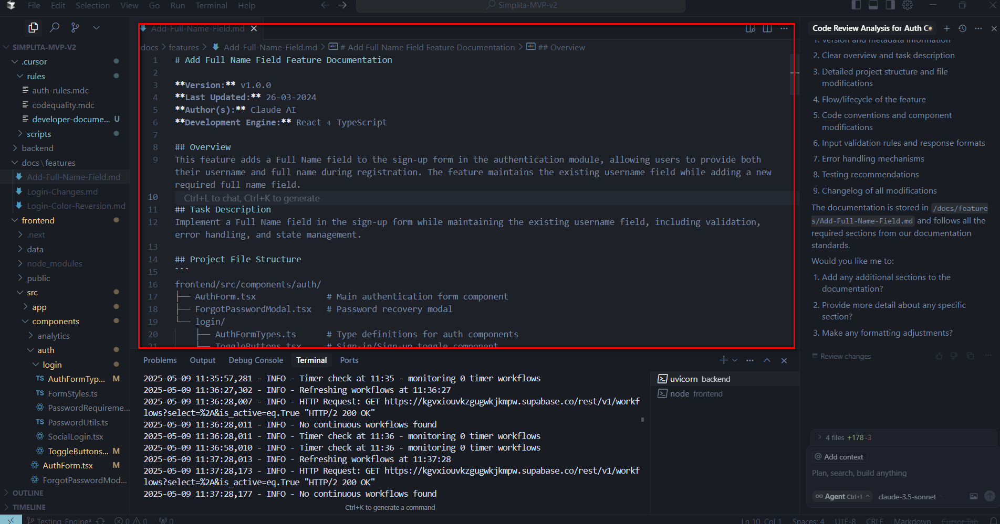 File Edit Selection View Go Run Terminal Help
Simplita-MVP-v2
SIMPLITA-MVP-V2
.cursor
rules
auth-rules.mdc
codequality.mdc
developer-docume... U
scripts
backend
docs\features
Add-Full-Name-Field.md
Login-Changes.md
Login-Color-Reversion.md
frontend
.next
data
node_modules
public
src
app
components
analytics
auth
login
TS AuthFormTyp... M
TS FormStyles.ts
PasswordRequireme...
TS PasswordUtils.ts
SocialLogin.tsx
ToggleButtons... M
AuthForm.tsx M
ForgotPasswordMod...
OUTLINE
TIMELINE
Add-Full-Name-Field.md
docs > features > Add-Full-Name-Field.md > # Add Full Name Field Feature Documentation > ## Overview
1 # Add Full Name Field Feature Documentation
2
3 **Version:** v1.0.0
4 **Last Updated:** 26-03-2024
5 **Author(s):** Claude AI
6 **Development Engine:** React + TypeScript
7
8 ## Overview
9 This feature adds a Full Name field to the sign-up form in the authentication module, allowing users to provide both
their username and full name during registration. The feature maintains the existing username field while adding a new
required full name field.
10 Ctrl+L to chat, Ctrl+K to generate
11 ## Task Description
12 Implement a Full Name field in the sign-up form while maintaining the existing username field, including validation,
error handling, and state management.
13
14 ## Project File Structure
15 ```
16 frontend/src/components/auth/
17 ├── AuthForm.tsx # Main authentication form component
18 ├── ForgotPasswordModal.tsx # Password recovery modal
19 └── login/
20 ├── AuthFormTypes.ts # Type definitions for auth components
21 ├── ToggleButtons.tsx # Sign-in/Sign-up toggle component
Problems Output Debug Console Terminal Ports
2025-05-09 11:35:57,281 - INFO - Timer check at 11:35 - monitoring 0 timer workflows
2025-05-09 11:36:27,302 - INFO - Refreshing workflows at 11:36:27
2025-05-09 11:36:28,007 - INFO - HTTP Request: GET https://kgvxiouvkzgugwkjkmpw.supabase.co/rest/v1/workf
lows?select=%2A&is_active=eq.True "HTTP/2 200 OK"
2025-05-09 11:36:28,011 - INFO - No continuous workflows found
2025-05-09 11:36:28,011 - INFO - Timer check at 11:36 - monitoring 0 timer workflows
2025-05-09 11:36:58,010 - INFO - Timer check at 11:36 - monitoring 0 timer workflows
2025-05-09 11:37:28,013 - INFO - Refreshing workflows at 11:37:28
2025-05-09 11:37:28,173 - INFO - HTTP Request: GET https://kgvxiouvkzgugwkjkmpw.supabase.co/rest/v1/workf
lows?select=%2A&is_active=eq.True "HTTP/2 200 OK"
2025-05-09 11:37:28,177 - INFO - No continuous workflows found
Ctrl+K to generate a command
uvicorn backend
node frontend
Code Review Analysis for Auth C
1. Version and metadata information
2. Clear overview and task description
3. Detailed project structure and file
modifications
4. Flow/lifecycle of the feature
5. Code conventions and component
modifications
6. Input validation rules and response formats
7. Error handling mechanisms
8. Testing recommendations
9. Changelog of all modifications
The documentation is stored in /docs/feature
s/Add-Full-Name-Field.md and follows all the
required sections from our documentation
standards.
Would you like me to:
1. Add any additional sections to the
documentation?
2. Provide more detail about any specific
section?
3. Make any formatting adjustments?
Review changes
4 files +178 -3
@ Add context
Plan, search, build anything
∞ Agent Ctrl+I claude-3.5-sonnet
Testing_Engine* 0 0 0
Ln 10, Col 1 Spaces: 4 UTF-8 CRLF Markdown Cursor Tab